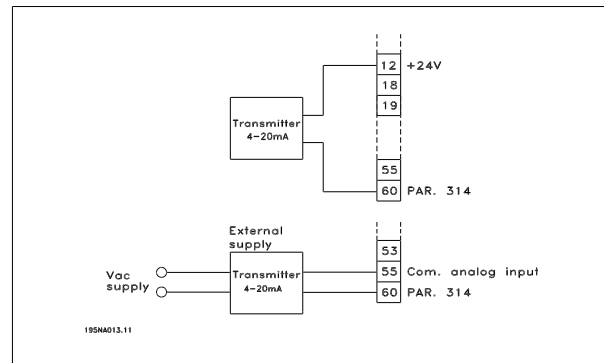 12 +24V
18
19
Transmitter
4-20mA
55
60 PAR. 314
External
supply
53
Vac
supply
Transmitter
4-20mA
55 Com. analog input
60 PAR. 314
195NA013.11